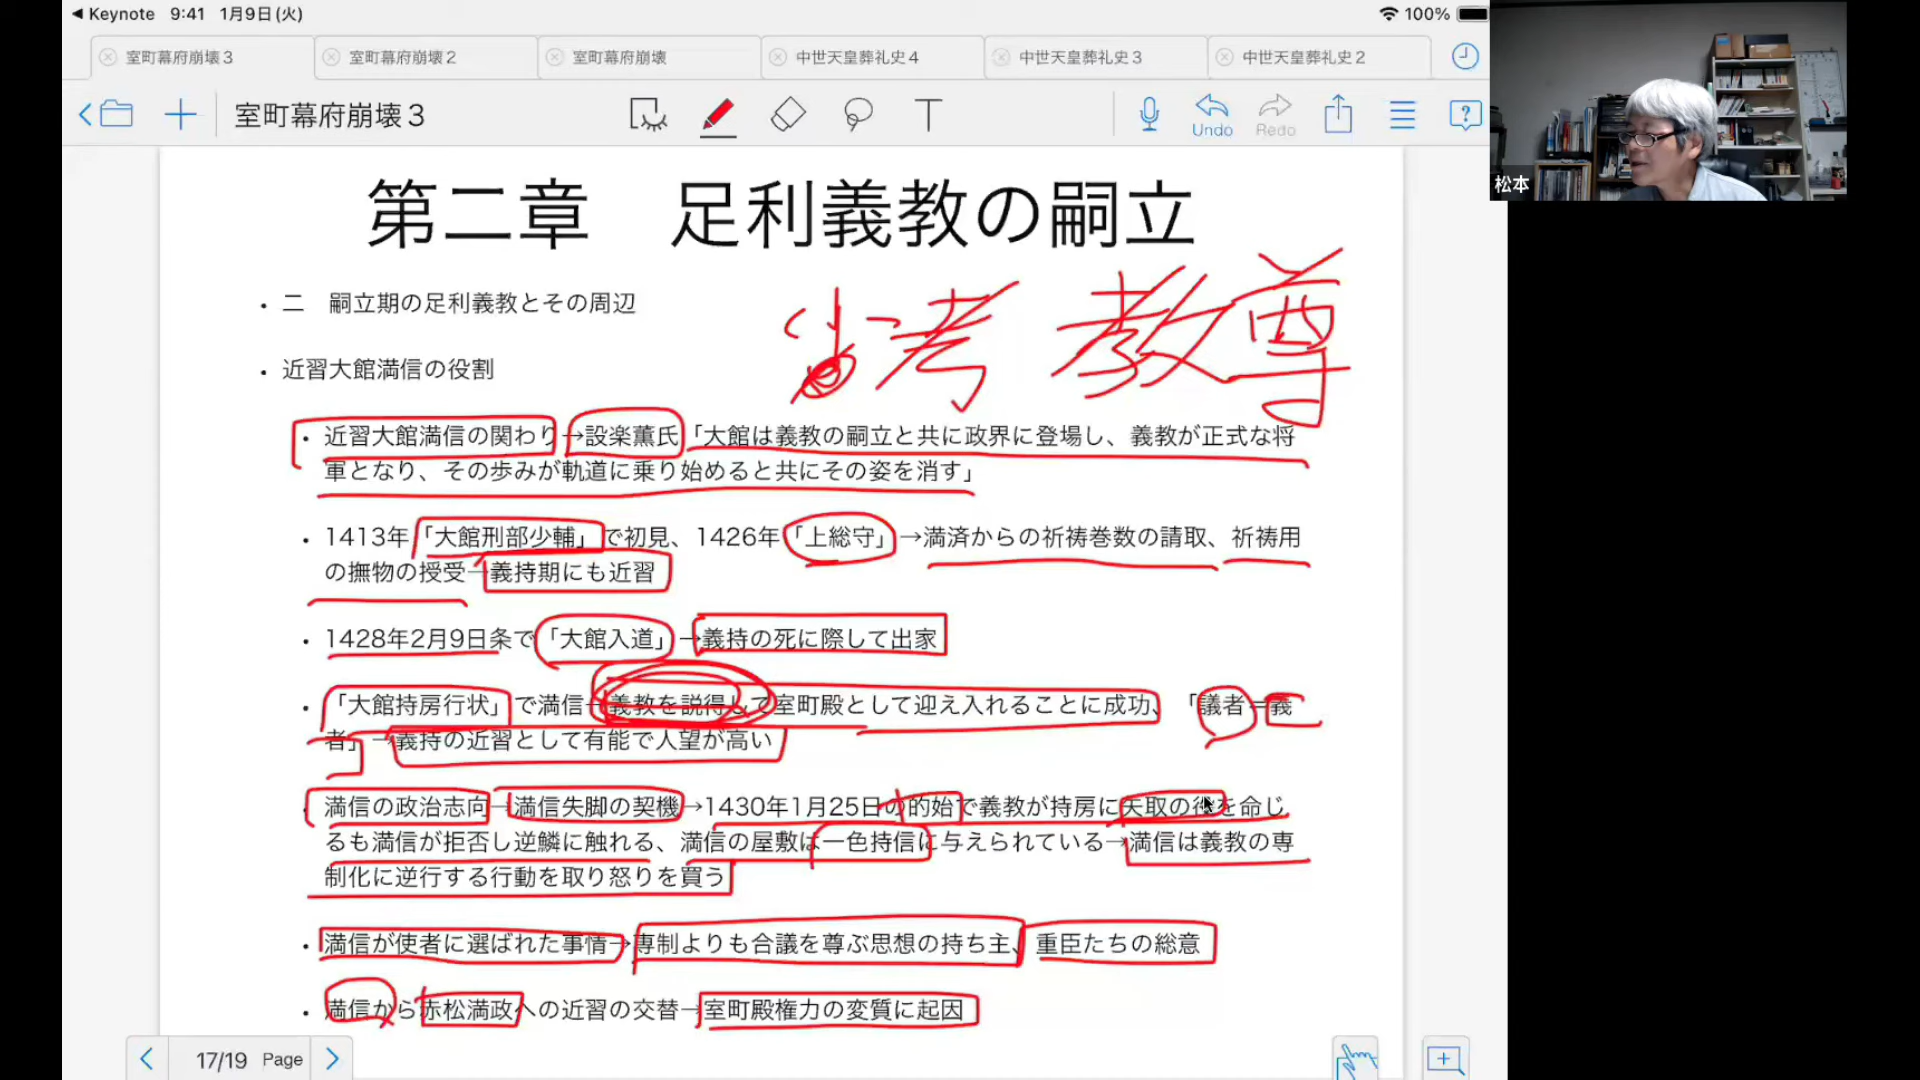 Keynote 9:41 1月9日(火) 100%
室町幕府崩壊３ 室町幕府崩壊２ 室町幕府崩壊 中世天皇葬礼史４ 中世天皇葬礼史３ 中世天皇葬礼史２
室町幕府崩壊３ T Undo Redo
松本
第二章　足利義教の嗣立
• 二　嗣立期の足利義教とその周辺
考 教 尊
• 近習大館満信の役割
• 近習大館満信の関わり→設楽薫氏「大館は義教の嗣立と共に政界に登場し、義教が正式な将
軍となり、その歩みが軌道に乗り始めると共にその姿を消す」
• 1413年「大館刑部少輔」で初見、1426年「上総守」→満済からの祈祷巻数の請取、祈祷用
の撫物の授受→義持期にも近習
• 1428年2月9日条で「大館入道」→義持の死に際して出家
• 「大館持房行状」で満信→義教を説得して室町殿として迎え入れることに成功、「議者＝義
者」→義持の近習として有能で人望が高い
• 満信の政治志向→満信失脚の契機→1430年1月25日の的始で義教が持房に矢取の役を命じ
るも満信が拒否し逆鱗に触れる、満信の屋敷は一色持信に与えられている→満信は義教の専
制化に逆行する行動を取り怒りを買う
• 満信が使者に選ばれた事情→専制よりも合議を尊ぶ思想の持ち主、重臣たちの総意
• 満信から赤松満政への近習の交替→室町殿権力の変質に起因
17/19 Page